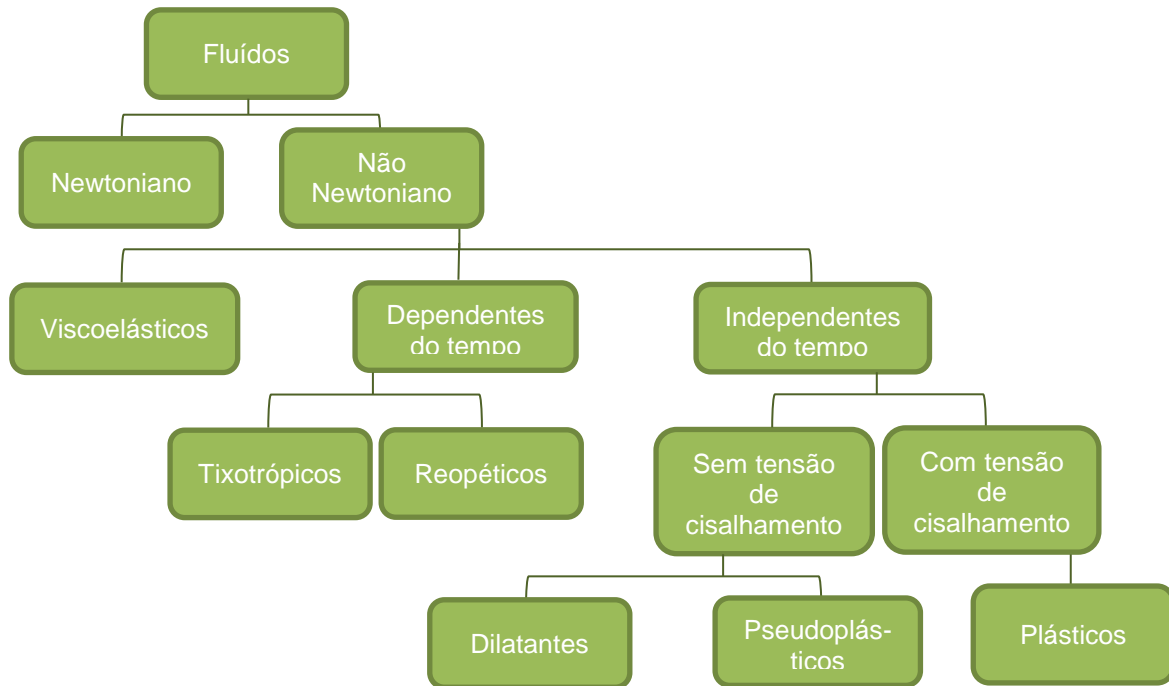 Fluídos
Newtoniano
Não
Newtoniano
Viscoelásticos
Dependentes
do tempo
Independentes
do tempo
Tixotrópicos
Reopéticos
Sem tensão
de
cisalhamento
Com tensão
de
cisalhamento
Dilatantes
Pseudoplás-
ticos
Plásticos